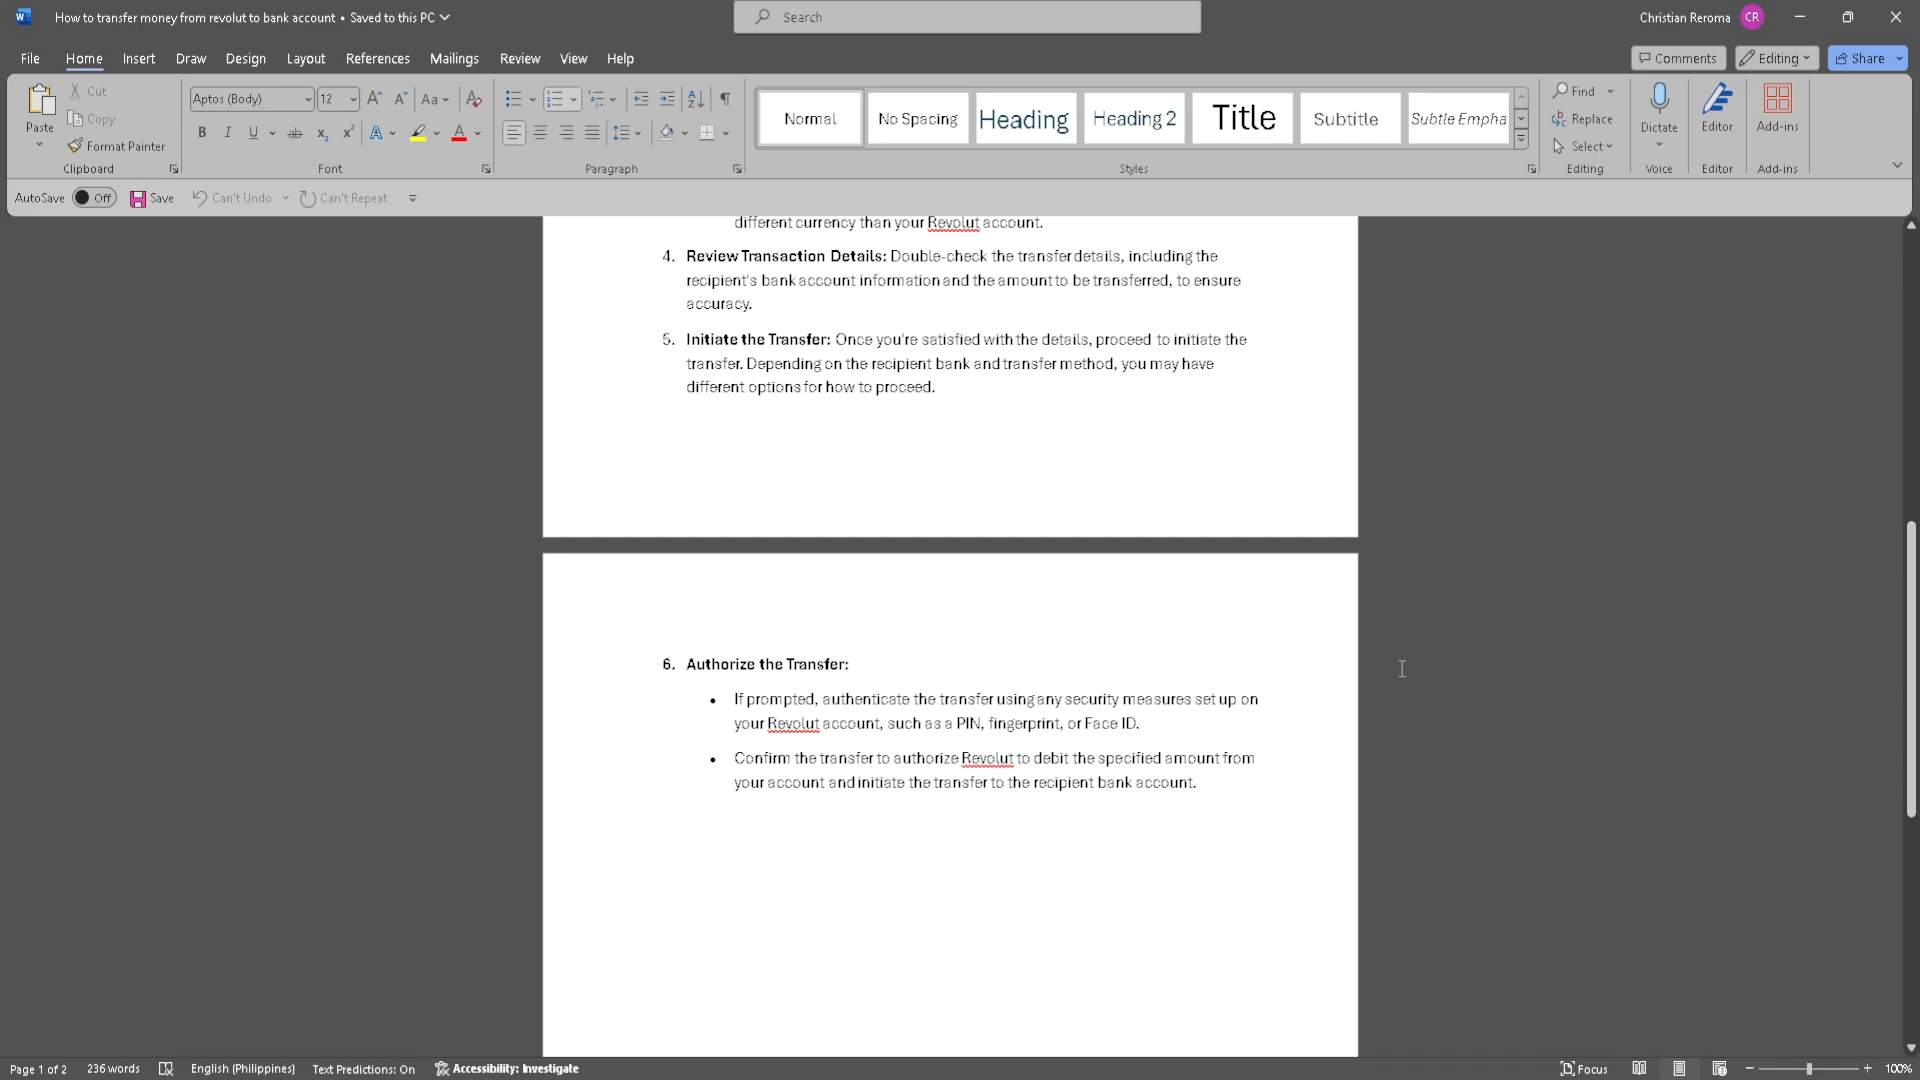 How to transfer money from revolut to bank account • Saved to this PC
Search
Christian Reroma
CR
File Home Insert Draw Design Layout References Mailings Review View Help
Comments Editing Share
Paste
Cut
Copy
Format Painter
Clipboard
Aptos (Body) 12
Font
Paragraph
Normal
No Spacing
Heading
Heading 2
Title
Subtitle
Subtle Empha
Styles
Find
Replace
Select
Editing
Dictate
Voice
Editor
Editor
Add-ins
Add-ins
AutoSave Off Save Can't Undo Can't Repeat
different currency than your Revolut account.
4. Review Transaction Details: Double-check the transfer details, including the
recipient's bank account information and the amount to be transferred, to ensure
accuracy.
5. Initiate the Transfer: Once you're satisfied with the details, proceed to initiate the
transfer. Depending on the recipient bank and transfer method, you may have
different options for how to proceed.
6. Authorize the Transfer:
• If prompted, authenticate the transfer using any security measures set up on
your Revolut account, such as a PIN, fingerprint, or Face ID.
• Confirm the transfer to authorize Revolut to debit the specified amount from
your account and initiate the transfer to the recipient bank account.
Page 1 of 2 236 words English (Philippines) Text Predictions: On Accessibility: Investigate Focus 100%